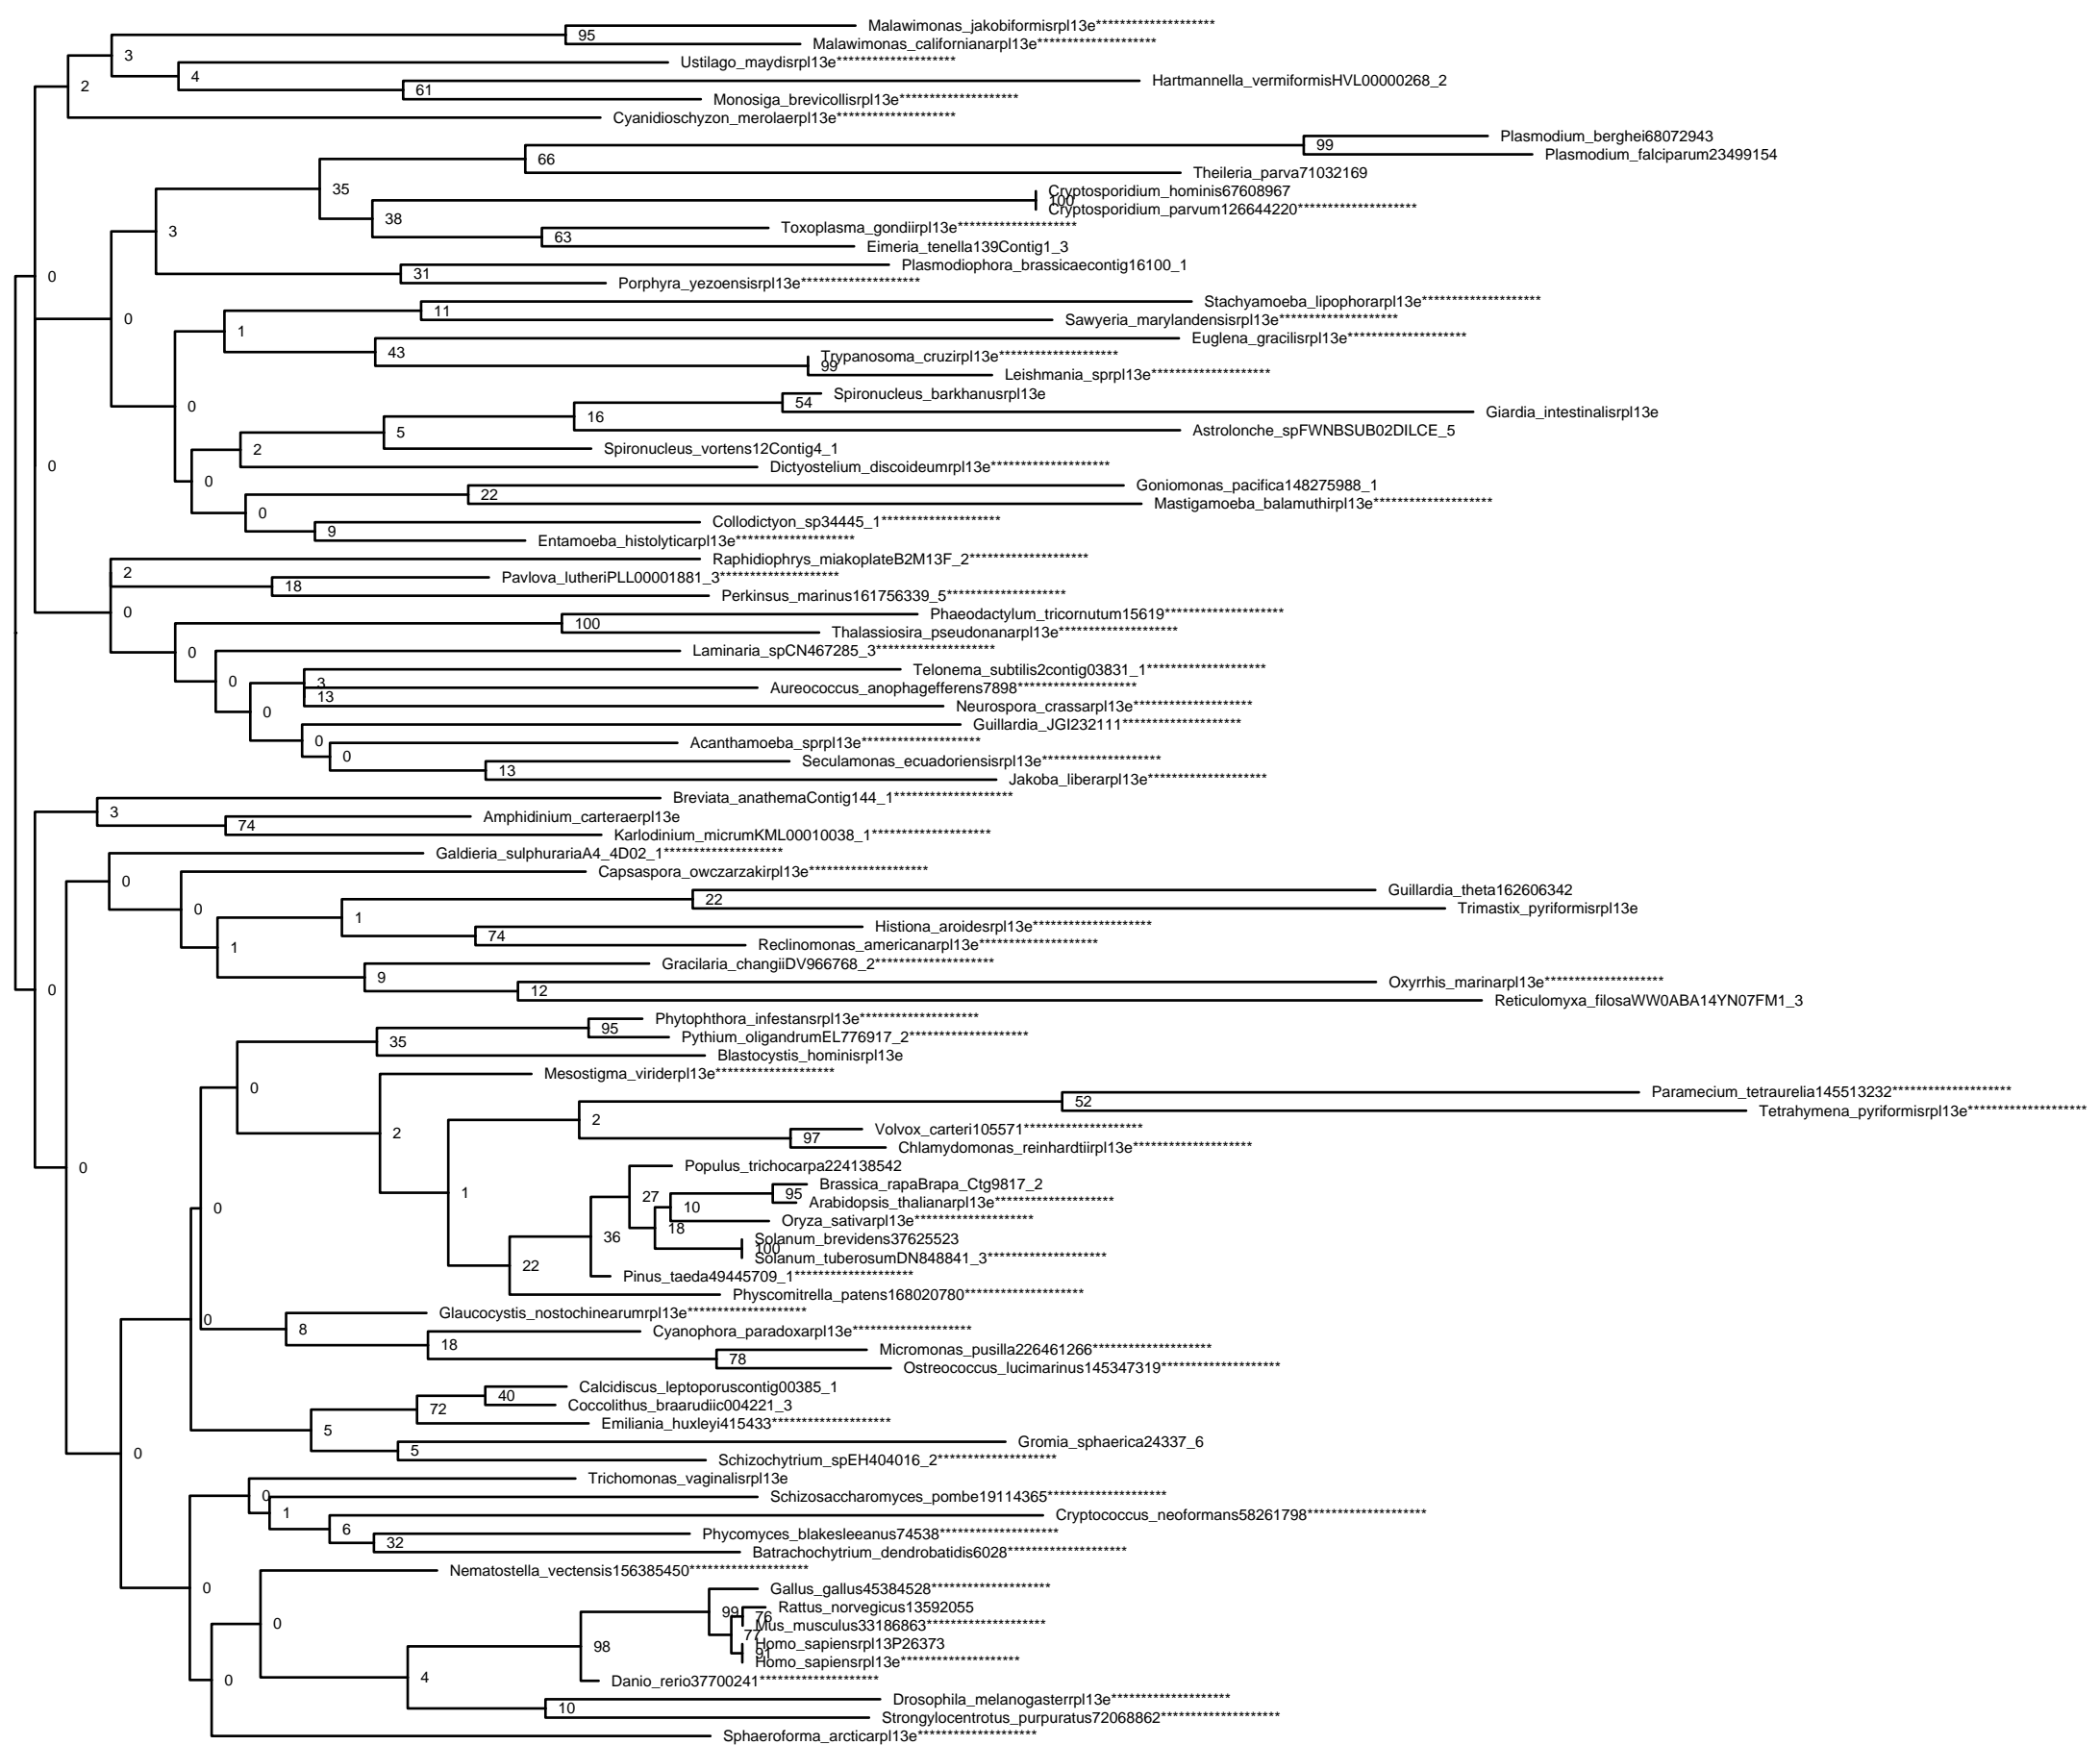 Malawimonas_jakobiformisrpl13e********************
95
Malawimonas_californianarpl13e********************
3
Ustilago_maydisrpl13e********************
4
Hartmannella_vermiformisHVL00000268_2
2
61
Monosiga_brevicollisrpl13e********************
Cyanidioschyzon_merolaerpl13e********************
Plasmodium_berghei68072943
99
Plasmodium_falciparum23499154
66
Theileria_parva71032169
35
Cryptosporidium_hominis67608967
100
Cryptosporidium_parvum126644220********************
38
Toxoplasma_gondiirpl13e********************
3
63
Eimeria_tenella139Contig1_3
Plasmodiophora_brassicaecontig16100_1
31
0
Porphyra_yezoensisrpl13e********************
Stachyamoeba_lipophorarpl13e********************
11
0
Sawyeria_marylandensisrpl13e********************
1
Euglena_gracilisrpl13e********************
43
Trypanosoma_cruzirpl13e********************
99
Leishmania_sprpl13e********************
Spironucleus_barkhanusrpl13e
54
0
Giardia_intestinalisrpl13e
16
Astrolonche_spFWNBSUB02DILCE_5
5
Spironucleus_vortens12Contig4_1
2
0
Dictyostelium_discoideumrpl13e********************
0
Goniomonas_pacifica148275988_1
22
Mastigamoeba_balamuthirpl13e********************
0
Collodictyon_sp34445_1********************
9
Entamoeba_histolyticarpl13e********************
Raphidiophrys_miakoplateB2M13F_2********************
2
Pavlova_lutheriPLL00001881_3********************
18
Perkinsus_marinus161756339_5********************
0
Phaeodactylum_tricornutum15619********************
100
Thalassiosira_pseudonanarpl13e********************
0
Laminaria_spCN467285_3********************
Telonema_subtilis2contig03831_1********************
0
3
Aureococcus_anophagefferens7898********************
13
Neurospora_crassarpl13e********************
0
Guillardia_JGI232111********************
0
Acanthamoeba_sprpl13e********************
0
Seculamonas_ecuadoriensisrpl13e********************
13
Jakoba_liberarpl13e********************
Breviata_anathemaContig144_1********************
3
Amphidinium_carteraerpl13e
74
Karlodinium_micrumKML00010038_1********************
Galdieria_sulphurariaA4_4D02_1********************
Capsaspora_owczarzakirpl13e********************
0
Guillardia_theta162606342
22
Trimastix_pyriformisrpl13e
0
1
Histiona_aroidesrpl13e********************
74
Reclinomonas_americanarpl13e********************
1
Gracilaria_changiiDV966768_2********************
9
Oxyrrhis_marinarpl13e********************
0
12
Reticulomyxa_filosaWW0ABA14YN07FM1_3
Phytophthora_infestansrpl13e********************
95
Pythium_oligandrumEL776917_2********************
35
Blastocystis_hominisrpl13e
Mesostigma_viriderpl13e********************
0
Paramecium_tetraurelia145513232********************
52
Tetrahymena_pyriformisrpl13e********************
2
Volvox_carteri105571********************
2
97
Chlamydomonas_reinhardtiirpl13e********************
0
Populus_trichocarpa224138542
Brassica_rapaBrapa_Ctg9817_2
1
95
27
Arabidopsis_thalianarpl13e********************
10
0
Oryza_sativarpl13e********************
18
36
Solanum_brevidens37625523
100
Solanum_tuberosumDN848841_3********************
22
Pinus_taeda49445709_1********************
Physcomitrella_patens168020780********************
Glaucocystis_nostochinearumrpl13e********************
0
8
Cyanophora_paradoxarpl13e********************
18
Micromonas_pusilla226461266********************
78
Ostreococcus_lucimarinus145347319********************
Calcidiscus_leptoporuscontig00385_1
40
Coccolithus_braarudiic004221_3
72
Emiliania_huxleyi415433********************
5
Gromia_sphaerica24337_6
5
0
Schizochytrium_spEH404016_2********************
Trichomonas_vaginalisrpl13e
0
Schizosaccharomyces_pombe19114365********************
1
Cryptococcus_neoformans58261798********************
6
Phycomyces_blakesleeanus74538********************
32
Batrachochytrium_dendrobatidis6028********************
Nematostella_vectensis156385450********************
0
Gallus_gallus45384528********************
Rattus_norvegicus13592055
99
76
0
Mus_musculus33186863********************
77
Homo_sapiensrpl13P26373
98
91
Homo_sapiensrpl13e********************
4
0
Danio_rerio37700241********************
Drosophila_melanogasterrpl13e********************
10
Strongylocentrotus_purpuratus72068862********************
Sphaeroforma_arcticarpl13e********************